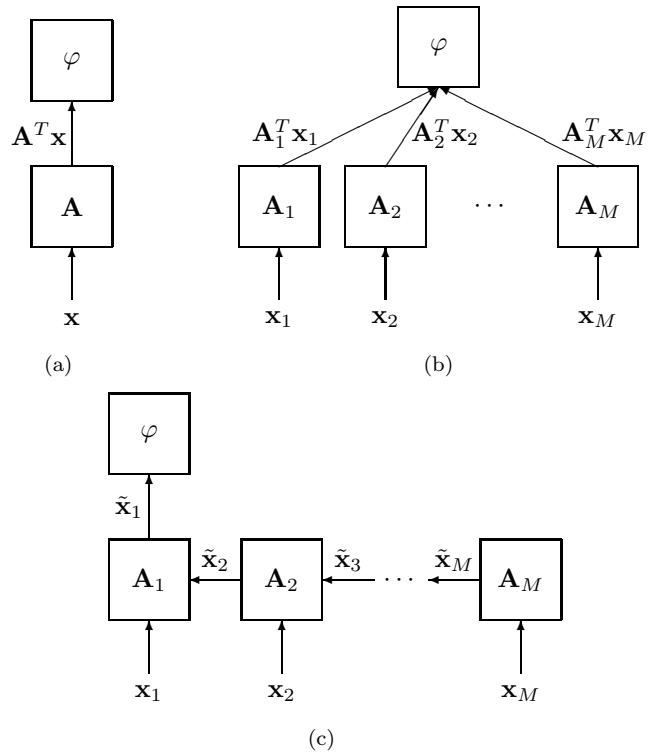 φ
A^T x
A
x
(a)
φ
A_1^T x_1 A_2^T x_2 A_M^T x_M
A_1 A_2 ··· A_M
x_1 x_2 x_M
(b)
φ
x̃_1
x̃_2 x̃_3 x̃_M
A_1 A_2 ··· A_M
x_1 x_2 x_M
(c)